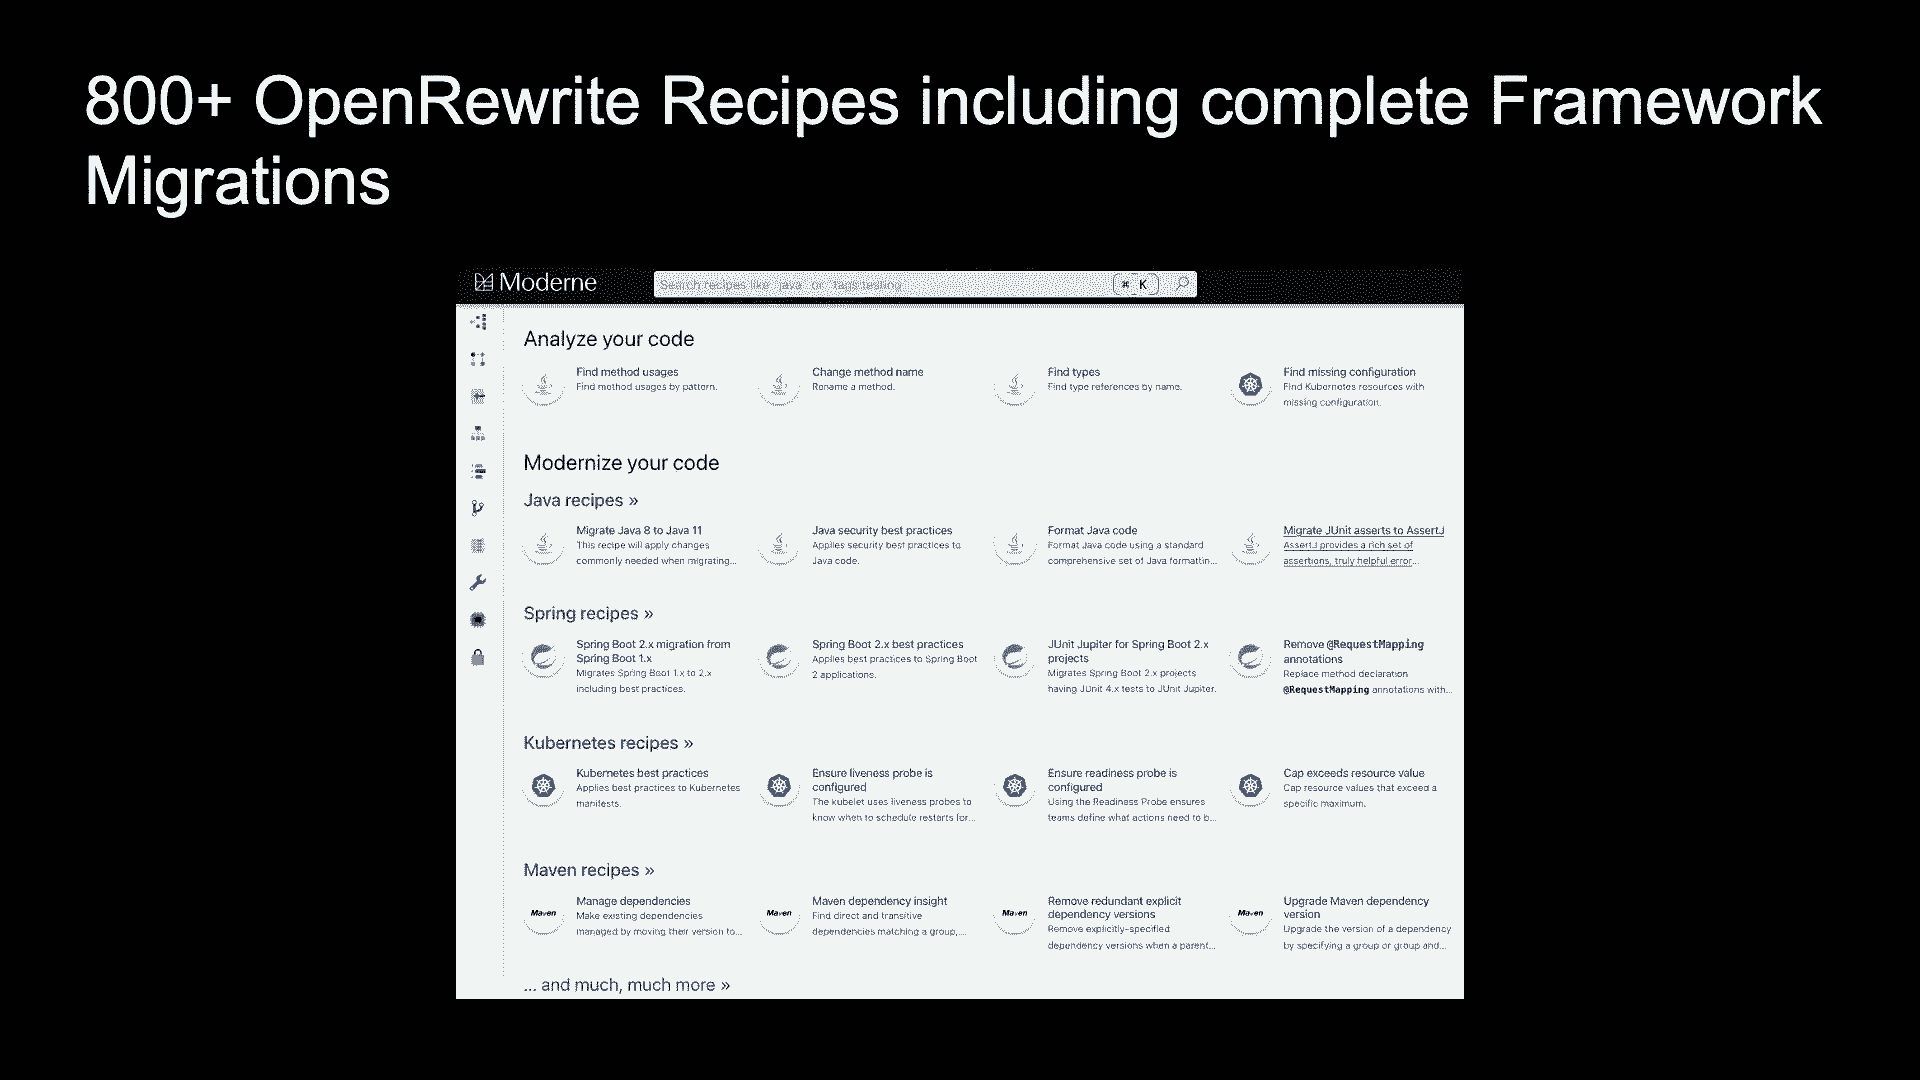 800+ OpenRewrite Recipes including complete Framework
Migrations
Moderne
Search recipes like java or tags testing
⌘ K
Analyze your code
Find method usages
Find method usages by pattern.
Change method name
Rename a method.
Find types
Find type references by name.
Find missing configuration
Find Kubernetes resources with
missing configuration.
Modernize your code
Java recipes »
Migrate Java 8 to Java 11
This recipe will apply changes
commonly needed when migrating...
Java security best practices
Applies security best practices to
Java code.
Format Java code
Format Java code using a standard
comprehensive set of Java formattin...
Migrate JUnit asserts to AssertJ
AssertJ provides a rich set of
assertions, truly helpful error...
Spring recipes »
Spring Boot 2.x migration from
Spring Boot 1.x
Migrates Spring Boot 1.x to 2.x
including best practices.
Spring Boot 2.x best practices
Applies best practices to Spring Boot
2 applications.
JUnit Jupiter for Spring Boot 2.x
projects
Migrates Spring Boot 2.x projects
having JUnit 4.x tests to JUnit Jupiter.
Remove @RequestMapping
annotations
Replace method declaration
@RequestMapping annotations with...
Kubernetes recipes »
Kubernetes best practices
Applies best practices to Kubernetes
manifests.
Ensure liveness probe is
configured
The kubelet uses liveness probes to
know when to schedule restarts for...
Ensure readiness probe is
configured
Using the Readiness Probe ensures
teams define what actions need to b...
Cap exceeds resource value
Cap resource values that exceed a
specific maximum.
Maven recipes »
Maven
Manage dependencies
Make existing dependencies
managed by moving their version to...
Maven
Maven dependency insight
Find direct and transitive
dependencies matching a group,...
Maven
Remove redundant explicit
dependency versions
Remove explicitly-specified
dependency versions when a parent...
Maven
Upgrade Maven dependency
version
Upgrade the version of a dependency
by specifying a group or group and...
... and much, much more »